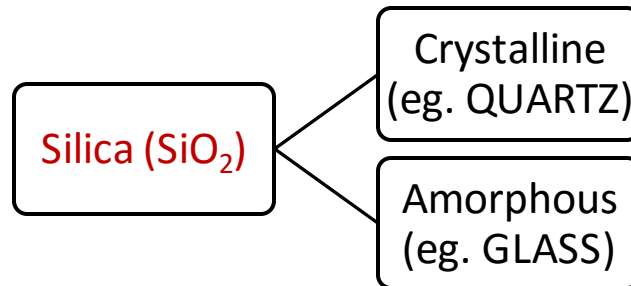 Silica (SiO₂)
Crystalline
(eg. QUARTZ)
Amorphous
(eg. GLASS)